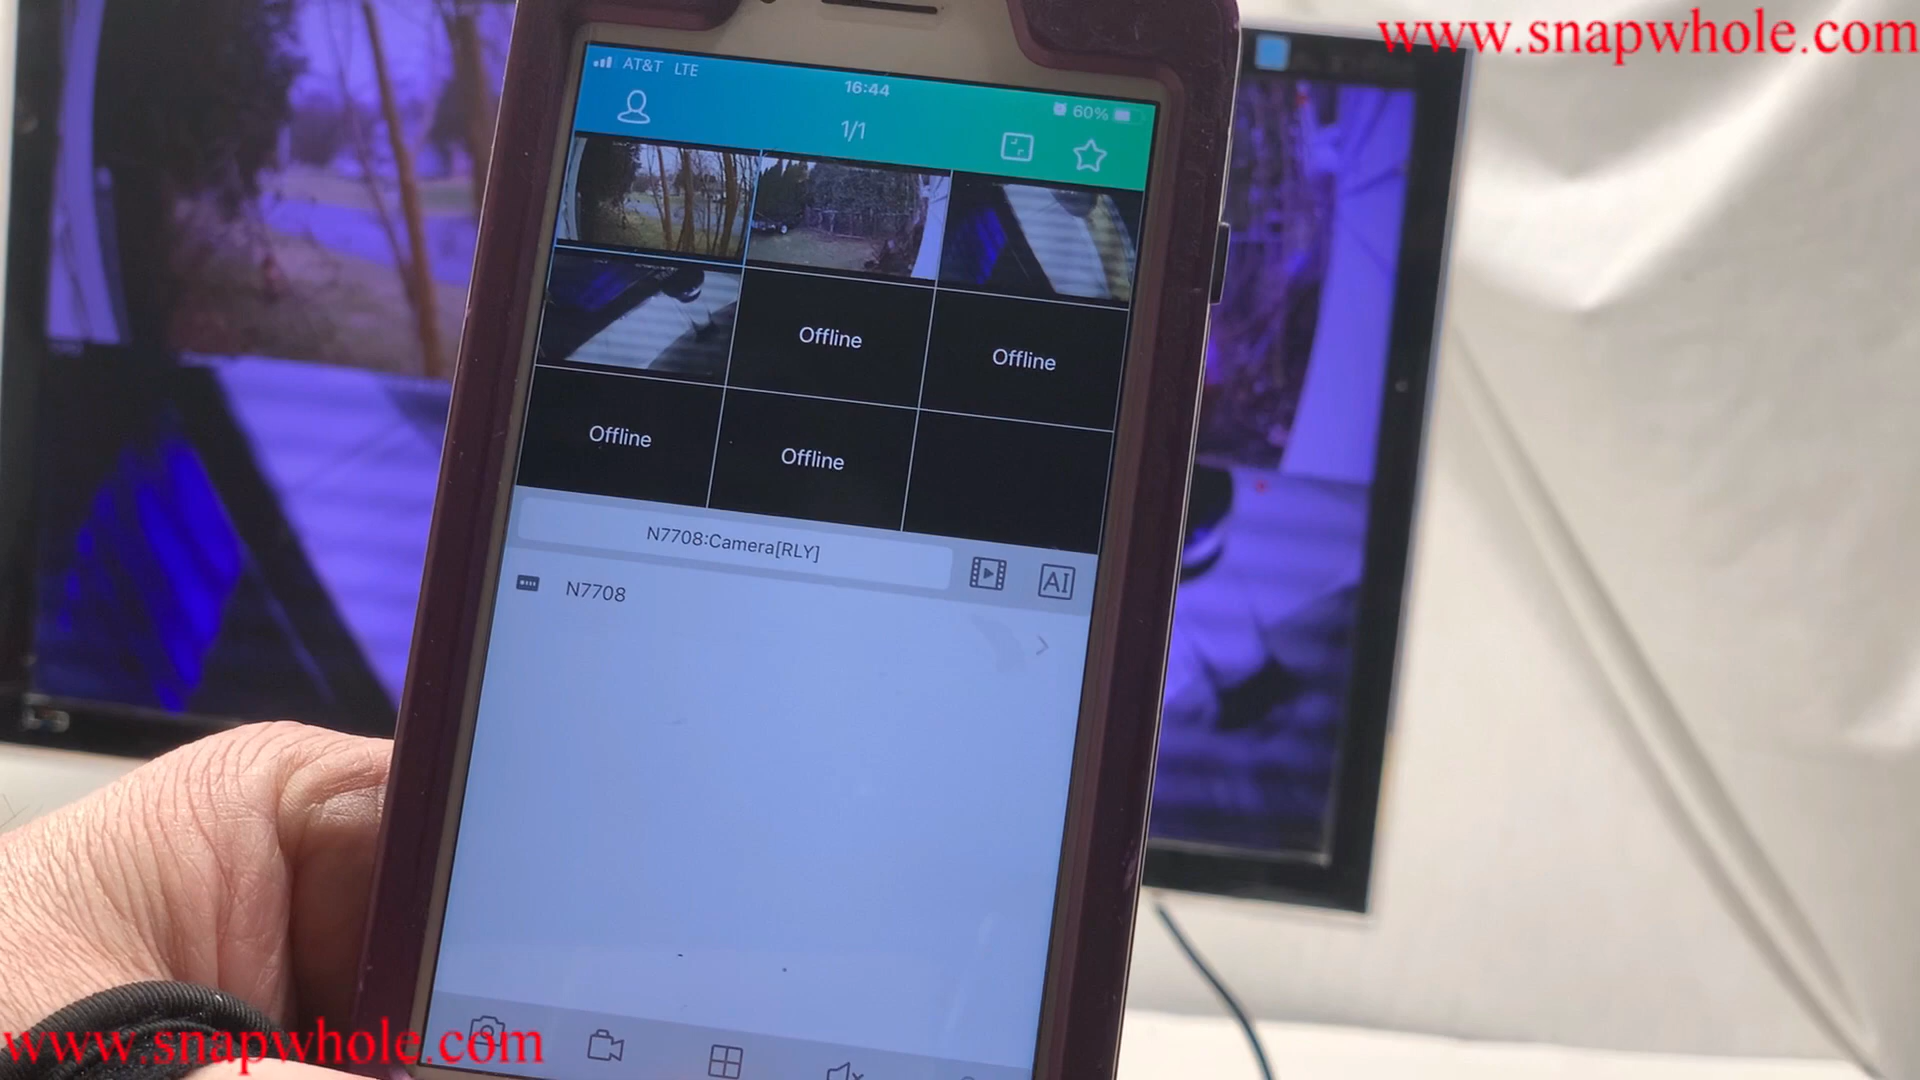 www.snapwhole.com
AT&T LTE
16:44
60%
1/1
Offline
Offline
Offline
Offline
N7708:Camera[RLY]
AI
N7708
www.snapwhole.com